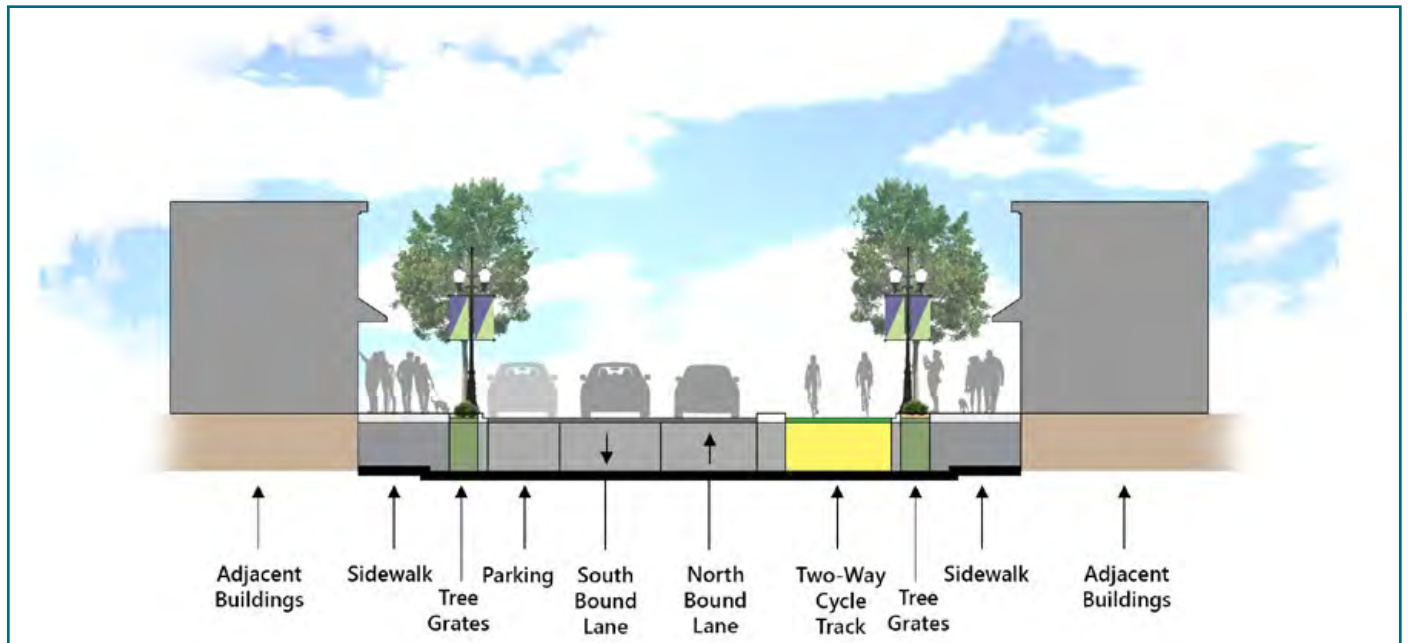 Adjacent
Buildings
Sidewalk
Tree
Grates
Parking
South
Bound
Lane
North
Bound
Lane
Two-Way
Cycle
Track
Tree
Grates
Sidewalk
Adjacent
Buildings